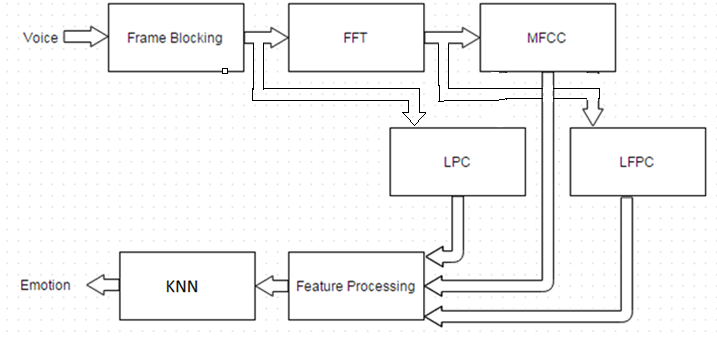 Voice
Frame Blocking
FFT
MFCC
LPC
LFPC
Emotion
KNN
Feature Processing